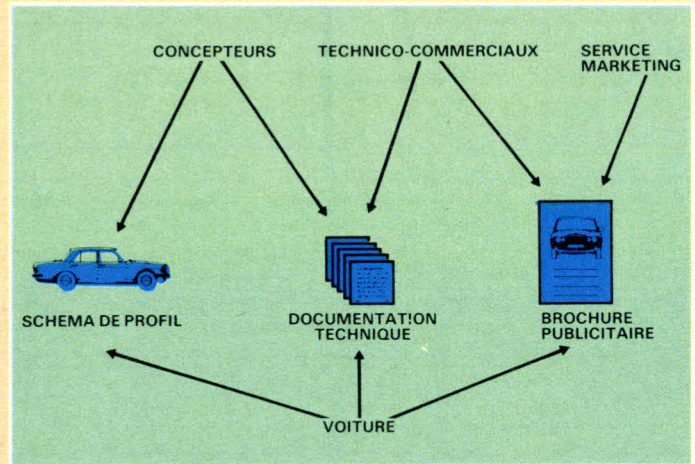 CONCEPTEURS TECHNICO-COMMERCIAUX SERVICE
MARKETING
SCHEMA DE PROFIL
DOCUMENTATION
TECHNIQUE
BROCHURE
PUBLICITAIRE
VOITURE